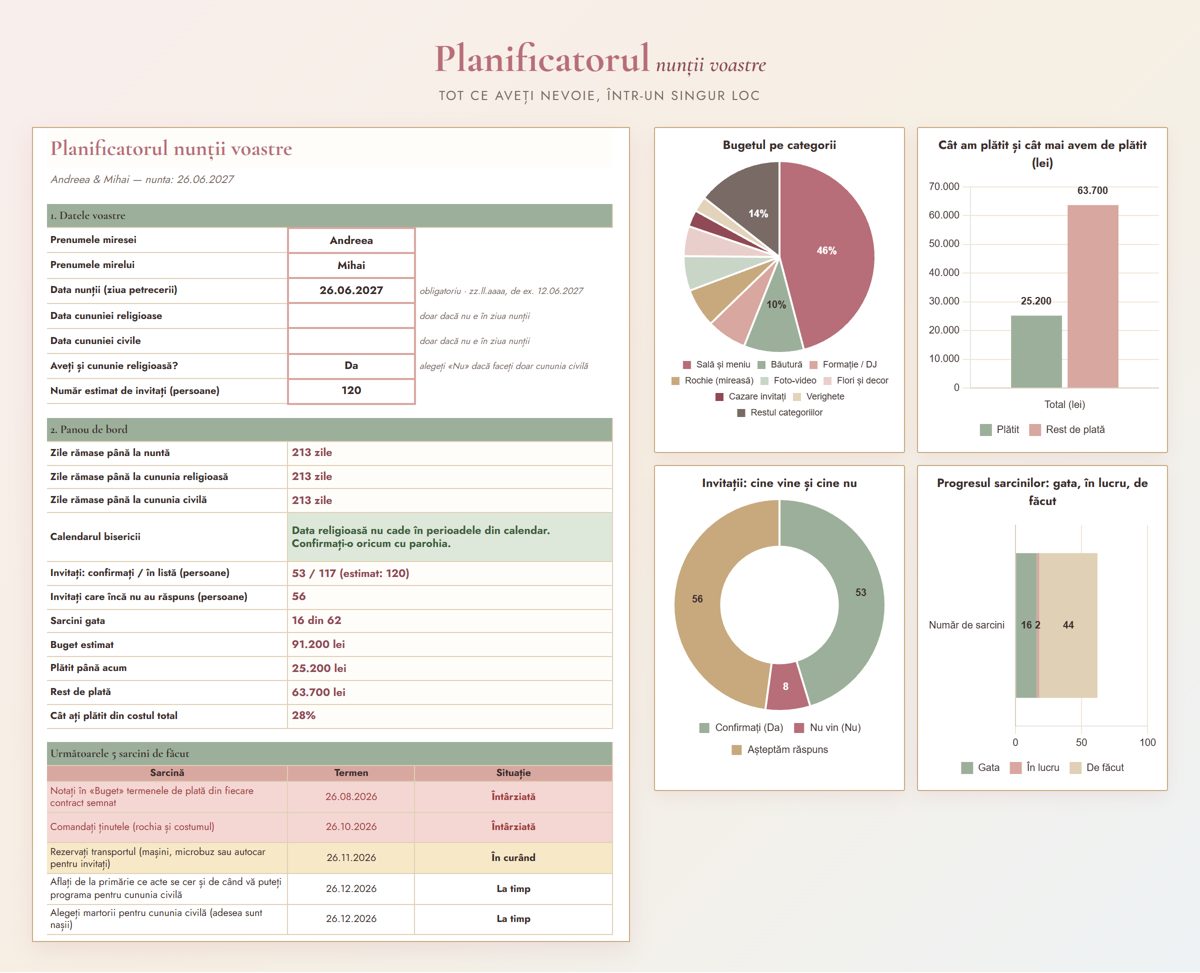 Planificatorul nunții voastre
TOT CE AVEȚI NEVOIE, ÎNTR-UN SINGUR LOC
Planificatorul nunții voastre
Andreea & Mihai — nunta: 26.06.2027
1. Datele voastre
Prenumele miresei Andreea
Prenumele mirelui Mihai
Data nunții (ziua petrecerii) 26.06.2027 obligatoriu · zz.ll.aaaa, de ex. 12.06.2027
Data cununiei religioase doar dacă nu e în ziua nunții
Data cununiei civile doar dacă nu e în ziua nunții
Aveți și cununie religioasă? Da alegeți «Nu» dacă faceți doar cununia civilă
Număr estimat de invitați (persoane) 120
2. Panou de bord
Zile rămase până la nuntă 213 zile
Zile rămase până la cununia religioasă 213 zile
Zile rămase până la cununia civilă 213 zile
Calendarul bisericii Data religioasă nu cade în perioadele din calendar.
Confirmați-o oricum cu parohia.
Invitați: confirmați / în listă (persoane) 53 / 117 (estimat: 120)
Invitați care încă nu au răspuns (persoane) 56
Sarcini gata 16 din 62
Buget estimat 91.200 lei
Plătit până acum 25.200 lei
Rest de plată 63.700 lei
Cât ați plătit din costul total 28%
Următoarele 5 sarcini de făcut
Sarcină Termen Situație
Notați în «Buget» termenele de plată din fiecare
contract semnat 26.08.2026 Întârziată
Comandați ținutele (rochia și costumul) 26.10.2026 Întârziată
Rezervați transportul (mașini, microbuz sau autocar
pentru invitați) 26.11.2026 În curând
Aflați de la primărie ce acte se cer și de când vă puteți
programa pentru cununia civilă 26.12.2026 La timp
Alegeți martorii pentru cununia civilă (adesea sunt
nașii) 26.12.2026 La timp
Bugetul pe categorii
14%
46%
10%
Sală și meniu Băutură Formație / DJ
Rochie (mireasă) Foto-video Flori și decor
Cazare invitați Verighete
Restul categoriilor
Cât am plătit și cât mai avem de plătit
(lei)
70.000
63.700
60.000
50.000
40.000
30.000
25.200
20.000
10.000
0
Total (lei)
Plătit Rest de plată
Invitații: cine vine și cine nu
56
53
8
Confirmați (Da) Nu vin (Nu)
Așteptăm răspuns
Progresul sarcinilor: gata, în lucru, de
făcut
Număr de sarcini 16 2 44
0 50 100
Gata În lucru De făcut